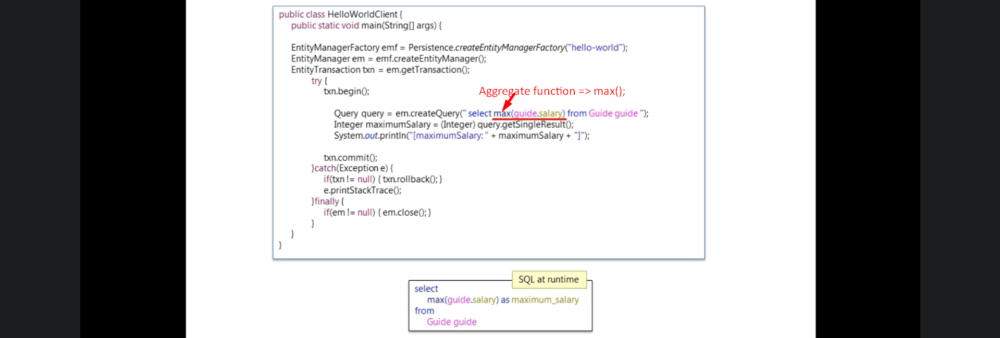 public class HelloWorldClient {
public static void main(String[] args) {
EntityManagerFactory emf = Persistence.createEntityManagerFactory("hello-world");
EntityManager em = emf.createEntityManager();
EntityTransaction txn = em.getTransaction();
try {
txn.begin();
Aggregate function => max();
Query query = em.createQuery(" select max(guide.salary) from Guide guide ");
Integer maximumSalary = (Integer) query.getSingleResult();
System.out.println("[maximumSalary: " + maximumSalary + "]");
txn.commit();
}catch(Exception e) {
if(txn != null) { txn.rollback(); }
e.printStackTrace();
}finally {
if(em != null) { em.close(); }
}
}
}
SQL at runtime
select
max(guide.salary) as maximum_salary
from
Guide guide